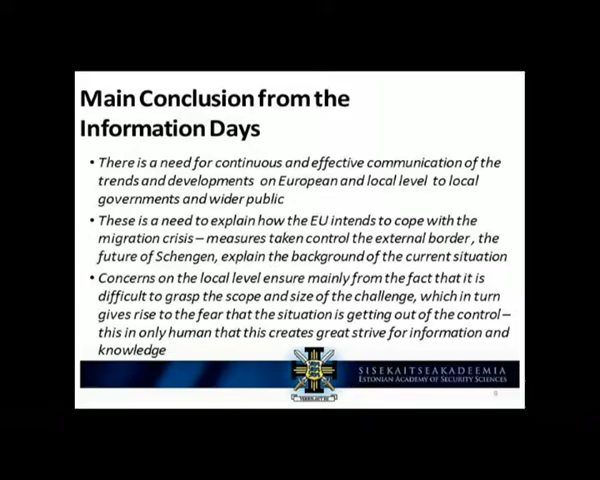 Main Conclusion from the
Information Days
• There is a need for continuous and effective communication of the
trends and developments on European and local level to local
governments and wider public
• These is a need to explain how the EU intends to cope with the
migration crisis – measures taken control the external border , the
future of Schengen, explain the background of the current situation
• Concerns on the local level ensure mainly from the fact that it is
difficult to grasp the scope and size of the challenge, which in turn
gives rise to the fear that the situation is getting out of the control –
this in only human that this creates great strive for information and
knowledge
SISEKAITSEAKADEEMIA
ESTONIAN ACADEMY OF SECURITY SCIENCES
9